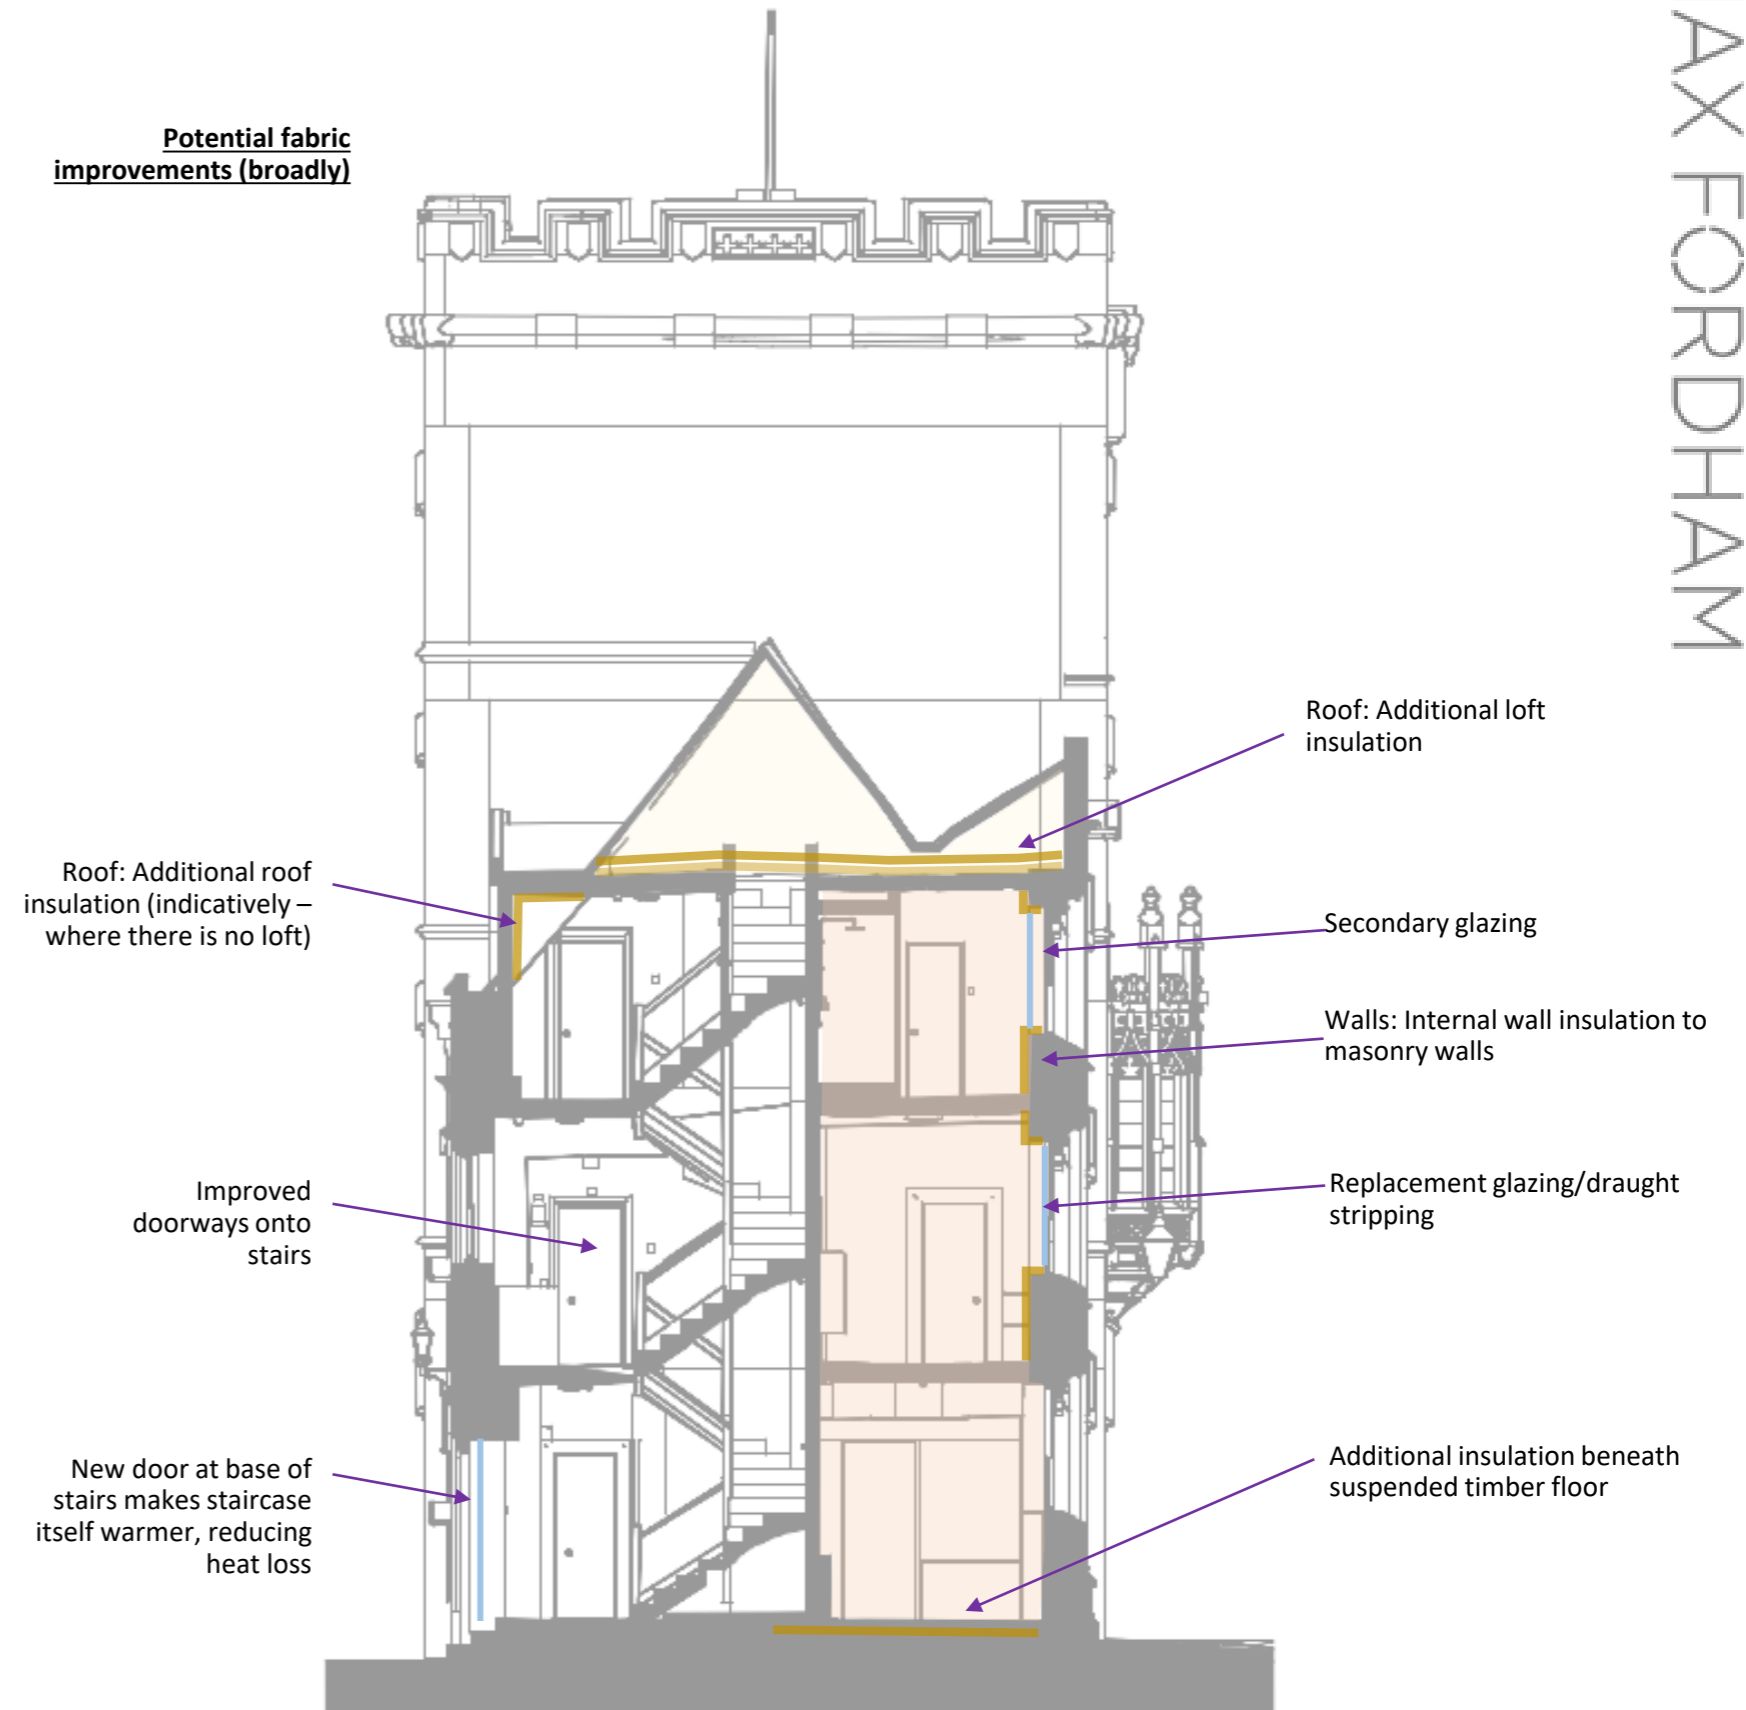 Potential fabric
improvements (broadly)
AX FORDHAM
Roof: Additional loft
insulation
Roof: Additional roof
insulation (indicatively –
where there is no loft)
Secondary glazing
Walls: Internal wall insulation to
masonry walls
Improved
doorways onto
stairs
Replacement glazing/draught
stripping
New door at base of
stairs makes staircase
itself warmer, reducing
heat loss
Additional insulation beneath
suspended timber floor